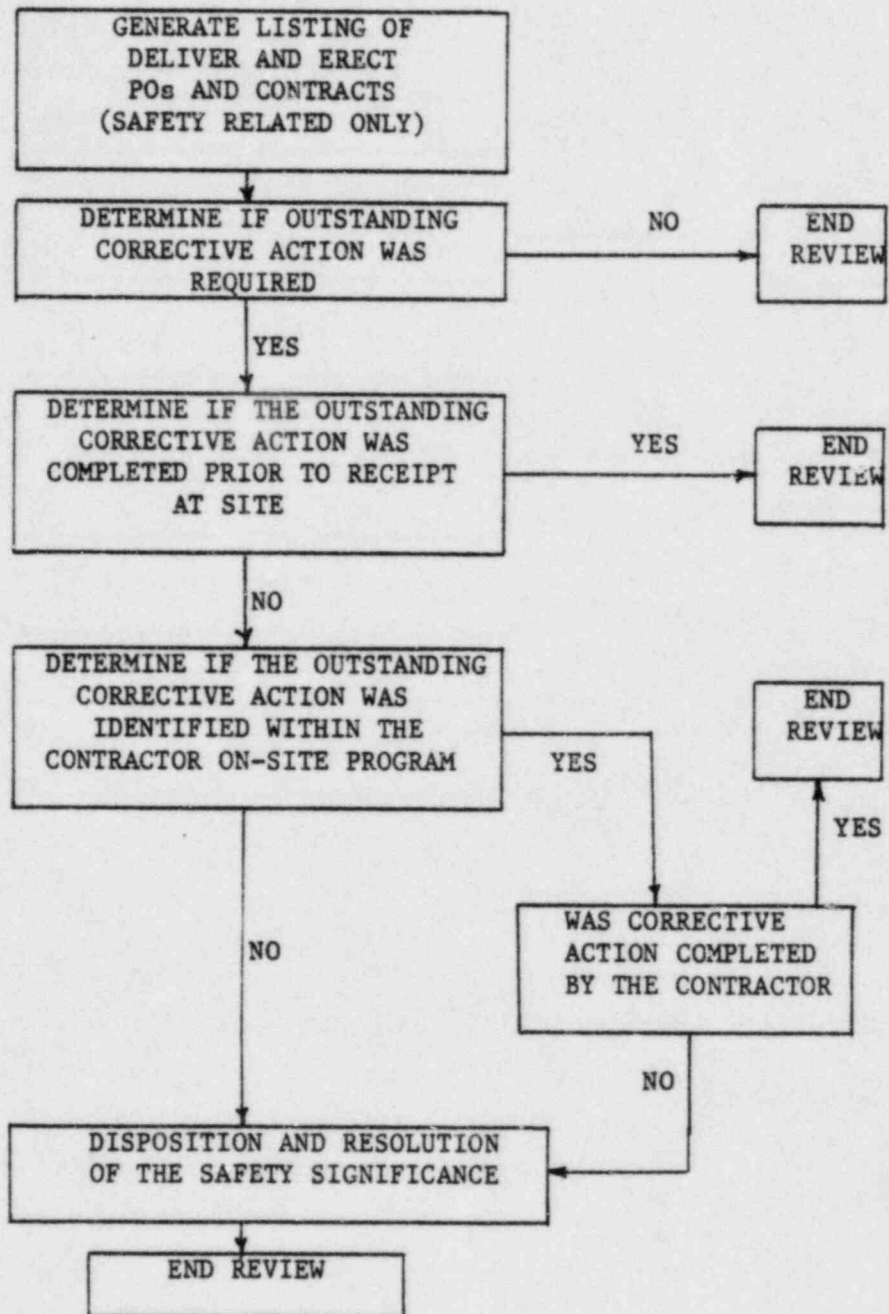 GENERATE LISTING OF
DELIVER AND ERECT
POs AND CONTRACTS
(SAFETY RELATED ONLY)
DETERMINE IF OUTSTANDING
CORRECTIVE ACTION WAS
REQUIRED
NO
END
REVIEW
YES
DETERMINE IF THE OUTSTANDING
CORRECTIVE ACTION WAS
COMPLETED PRIOR TO RECEIPT
AT SITE
YES
END
REVIEW
NO
DETERMINE IF THE OUTSTANDING
CORRECTIVE ACTION WAS
IDENTIFIED WITHIN THE
CONTRACTOR ON-SITE PROGRAM
YES
END
REVIEW
YES
WAS CORRECTIVE
ACTION COMPLETED
BY THE CONTRACTOR
NO
NO
DISPOSITION AND RESOLUTION
OF THE SAFETY SIGNIFICANCE
END REVIEW